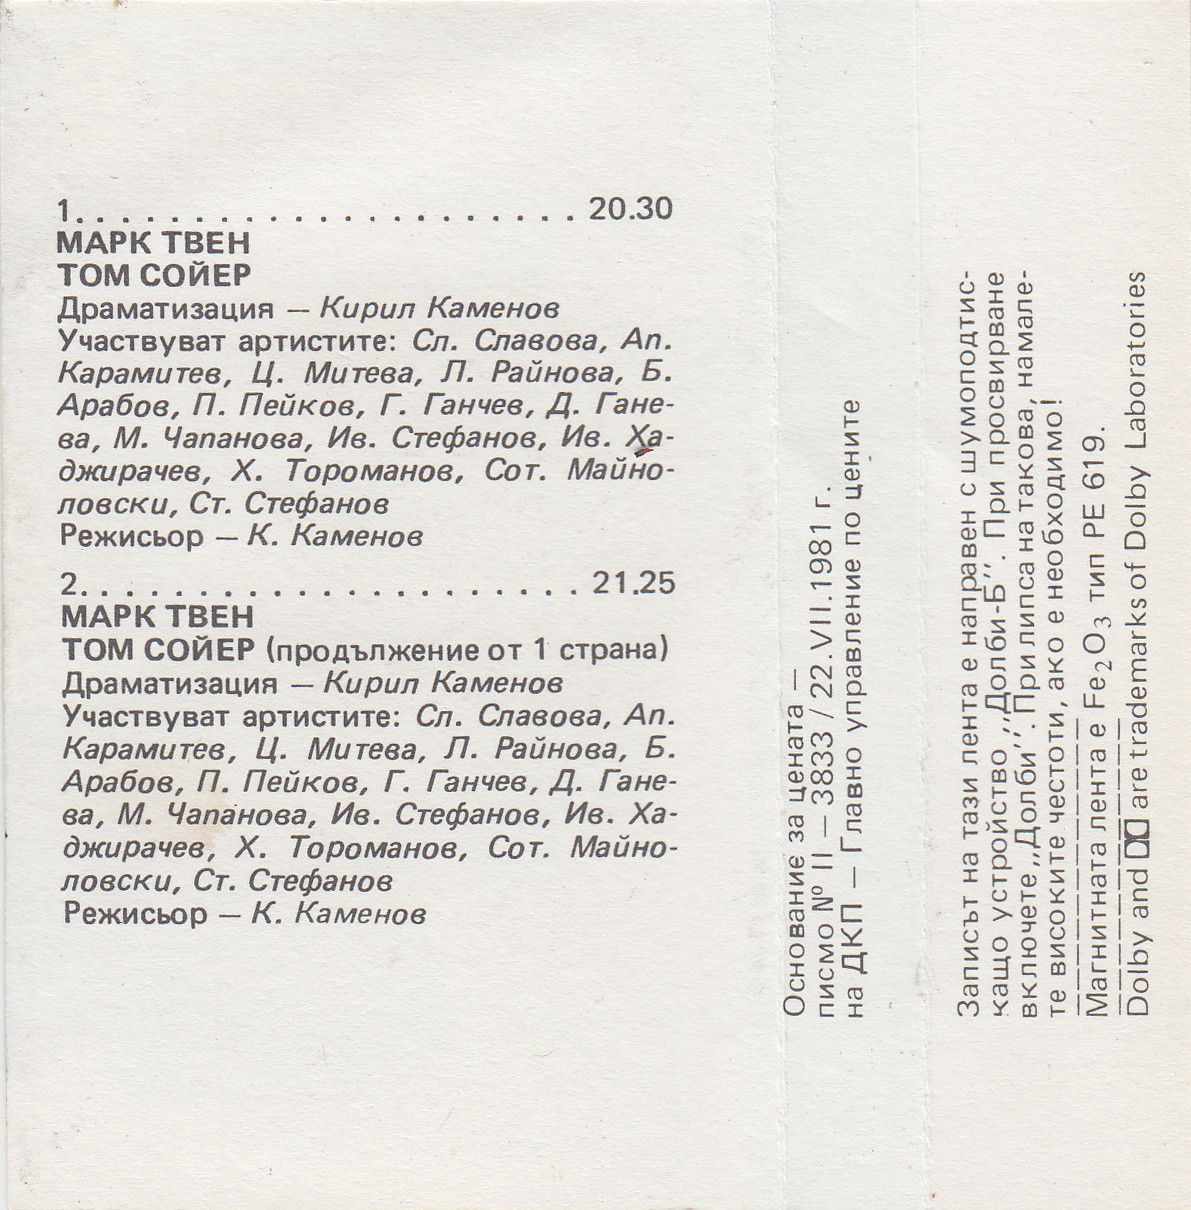 1. . . . . . . . . . . . . . . . . . . . . . 20.30
МАРК ТВЕН
ТОМ СОЙЕР
Драматизация — Кирил Каменов
Участвуват артистите: Сл. Славова, Ап.
Карамитев, Ц. Митева, Л. Райнова, Б.
Арабов, П. Пейков, Г. Ганчев, Д. Гане-
ва, М. Чапанова, Ив. Стефанов, Ив. Ха-
джирачев, Х. Тороманов, Сот. Майно-
ловски, Ст. Стефанов
Режисьор — К. Каменов
2. . . . . . . . . . . . . . . . . . . . . . 21.25
МАРК ТВЕН
ТОМ СОЙЕР (продължение от 1 страна)
Драматизация — Кирил Каменов
Участвуват артистите: Сл. Славова, Ап.
Карамитев, Ц. Митева, Л. Райнова, Б.
Арабов, П. Пейков, Г. Ганчев, Д. Гане-
ва, М. Чапанова, Ив. Стефанов, Ив. Ха-
джирачев, Х. Тороманов, Сот. Майно-
ловски, Ст. Стефанов
Режисьор — К. Каменов
Основание за цената —
писмо № II — 3833 / 22.VII.1981 г.
на ДКП — Главно управление по цените
Записът на тази лента е направен с шумоподтис-
кащо устройство ,,Долби-Б''. При просвирване
включете,,Долби''.При липса на такова, намале-
те високите честоти, ако е необходимо!
Магнитната лента е Fe2O3 тип PE 619.
Dolby and are trademarks of Dolby Laboratories